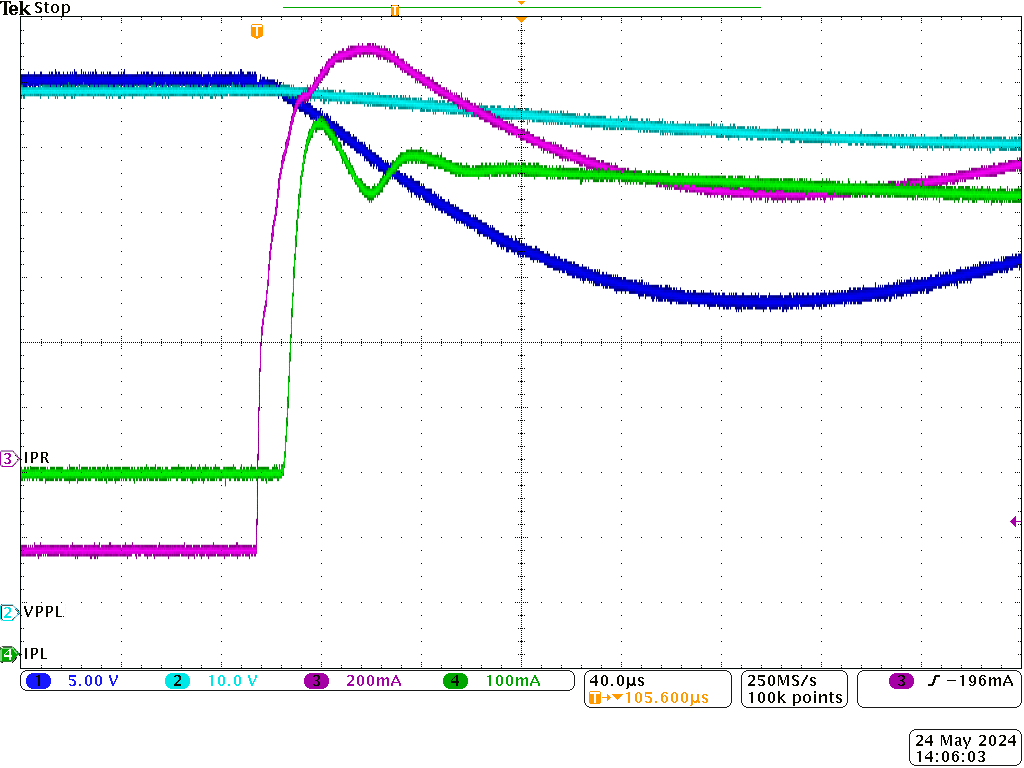 Tek Stop
T
T
3 IPR
2 VPPL
4 IPL
1 5.00 V 2 10.0 V 3 200mA 4 100mA
40.0µs
T→▼105.600µs
250MS/s
100k points
3 ƒ −196mA
24 May 2024
14:06:03